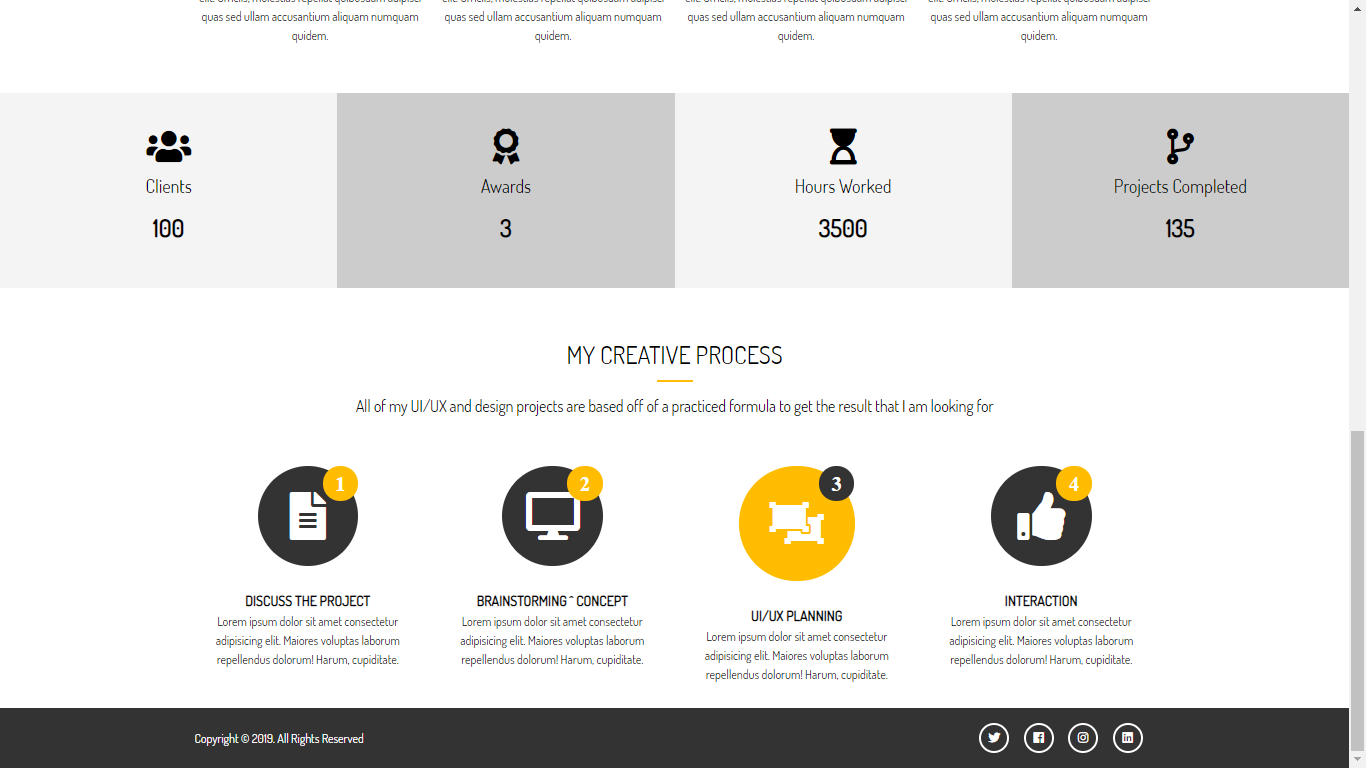 quas sed ullam accusantium aliquam numquam
quidem.
quas sed ullam accusantium aliquam numquam
quidem.
quas sed ullam accusantium aliquam numquam
quidem.
quas sed ullam accusantium aliquam numquam
quidem.
Clients
100
Awards
3
Hours Worked
3500
Projects Completed
135
MY CREATIVE PROCESS
All of my UI/UX and design projects are based off of a practiced formula to get the result that I am looking for
1
DISCUSS THE PROJECT
Lorem ipsum dolor sit amet consectetur
adipisicing elit. Maiores voluptas laborum
repellendus dolorum! Harum, cupiditate.
2
BRAINSTORMING ^ CONCEPT
Lorem ipsum dolor sit amet consectetur
adipisicing elit. Maiores voluptas laborum
repellendus dolorum! Harum, cupiditate.
3
UI/UX PLANNING
Lorem ipsum dolor sit amet consectetur
adipisicing elit. Maiores voluptas laborum
repellendus dolorum! Harum, cupiditate.
4
INTERACTION
Lorem ipsum dolor sit amet consectetur
adipisicing elit. Maiores voluptas laborum
repellendus dolorum! Harum, cupiditate.
Copyright © 2019. All Rights Reserved